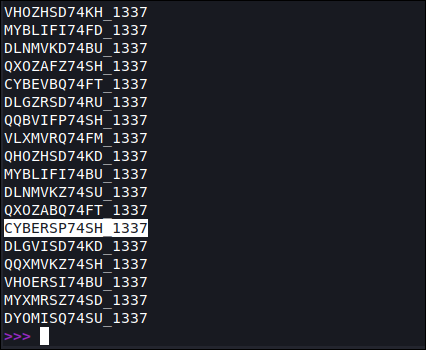 VHOZHSD74KH_1337
MYBLIFI74FD_1337
DLNMVKD74BU_1337
QXOZAFZ74SH_1337
CYBEVBQ74FT_1337
DLGZRSD74RU_1337
QQBVIFP74SH_1337
VLXMVRQ74FM_1337
QHOZHSD74KD_1337
MYBLIFI74BU_1337
DLNMVKZ74SU_1337
QXOZABQ74FT_1337
CYBERSP74SH_1337
DLGVISD74KD_1337
QQXMVKZ74SH_1337
VHOERSI74BU_1337
MYXMRSZ74SD_1337
DYOMISQ74SU_1337
>>>